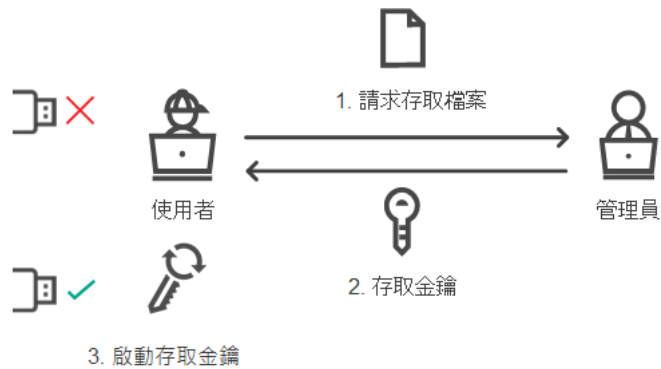 1. 請求存取檔案
使用者
管理員
2. 存取金鑰
3. 啟動存取金鑰